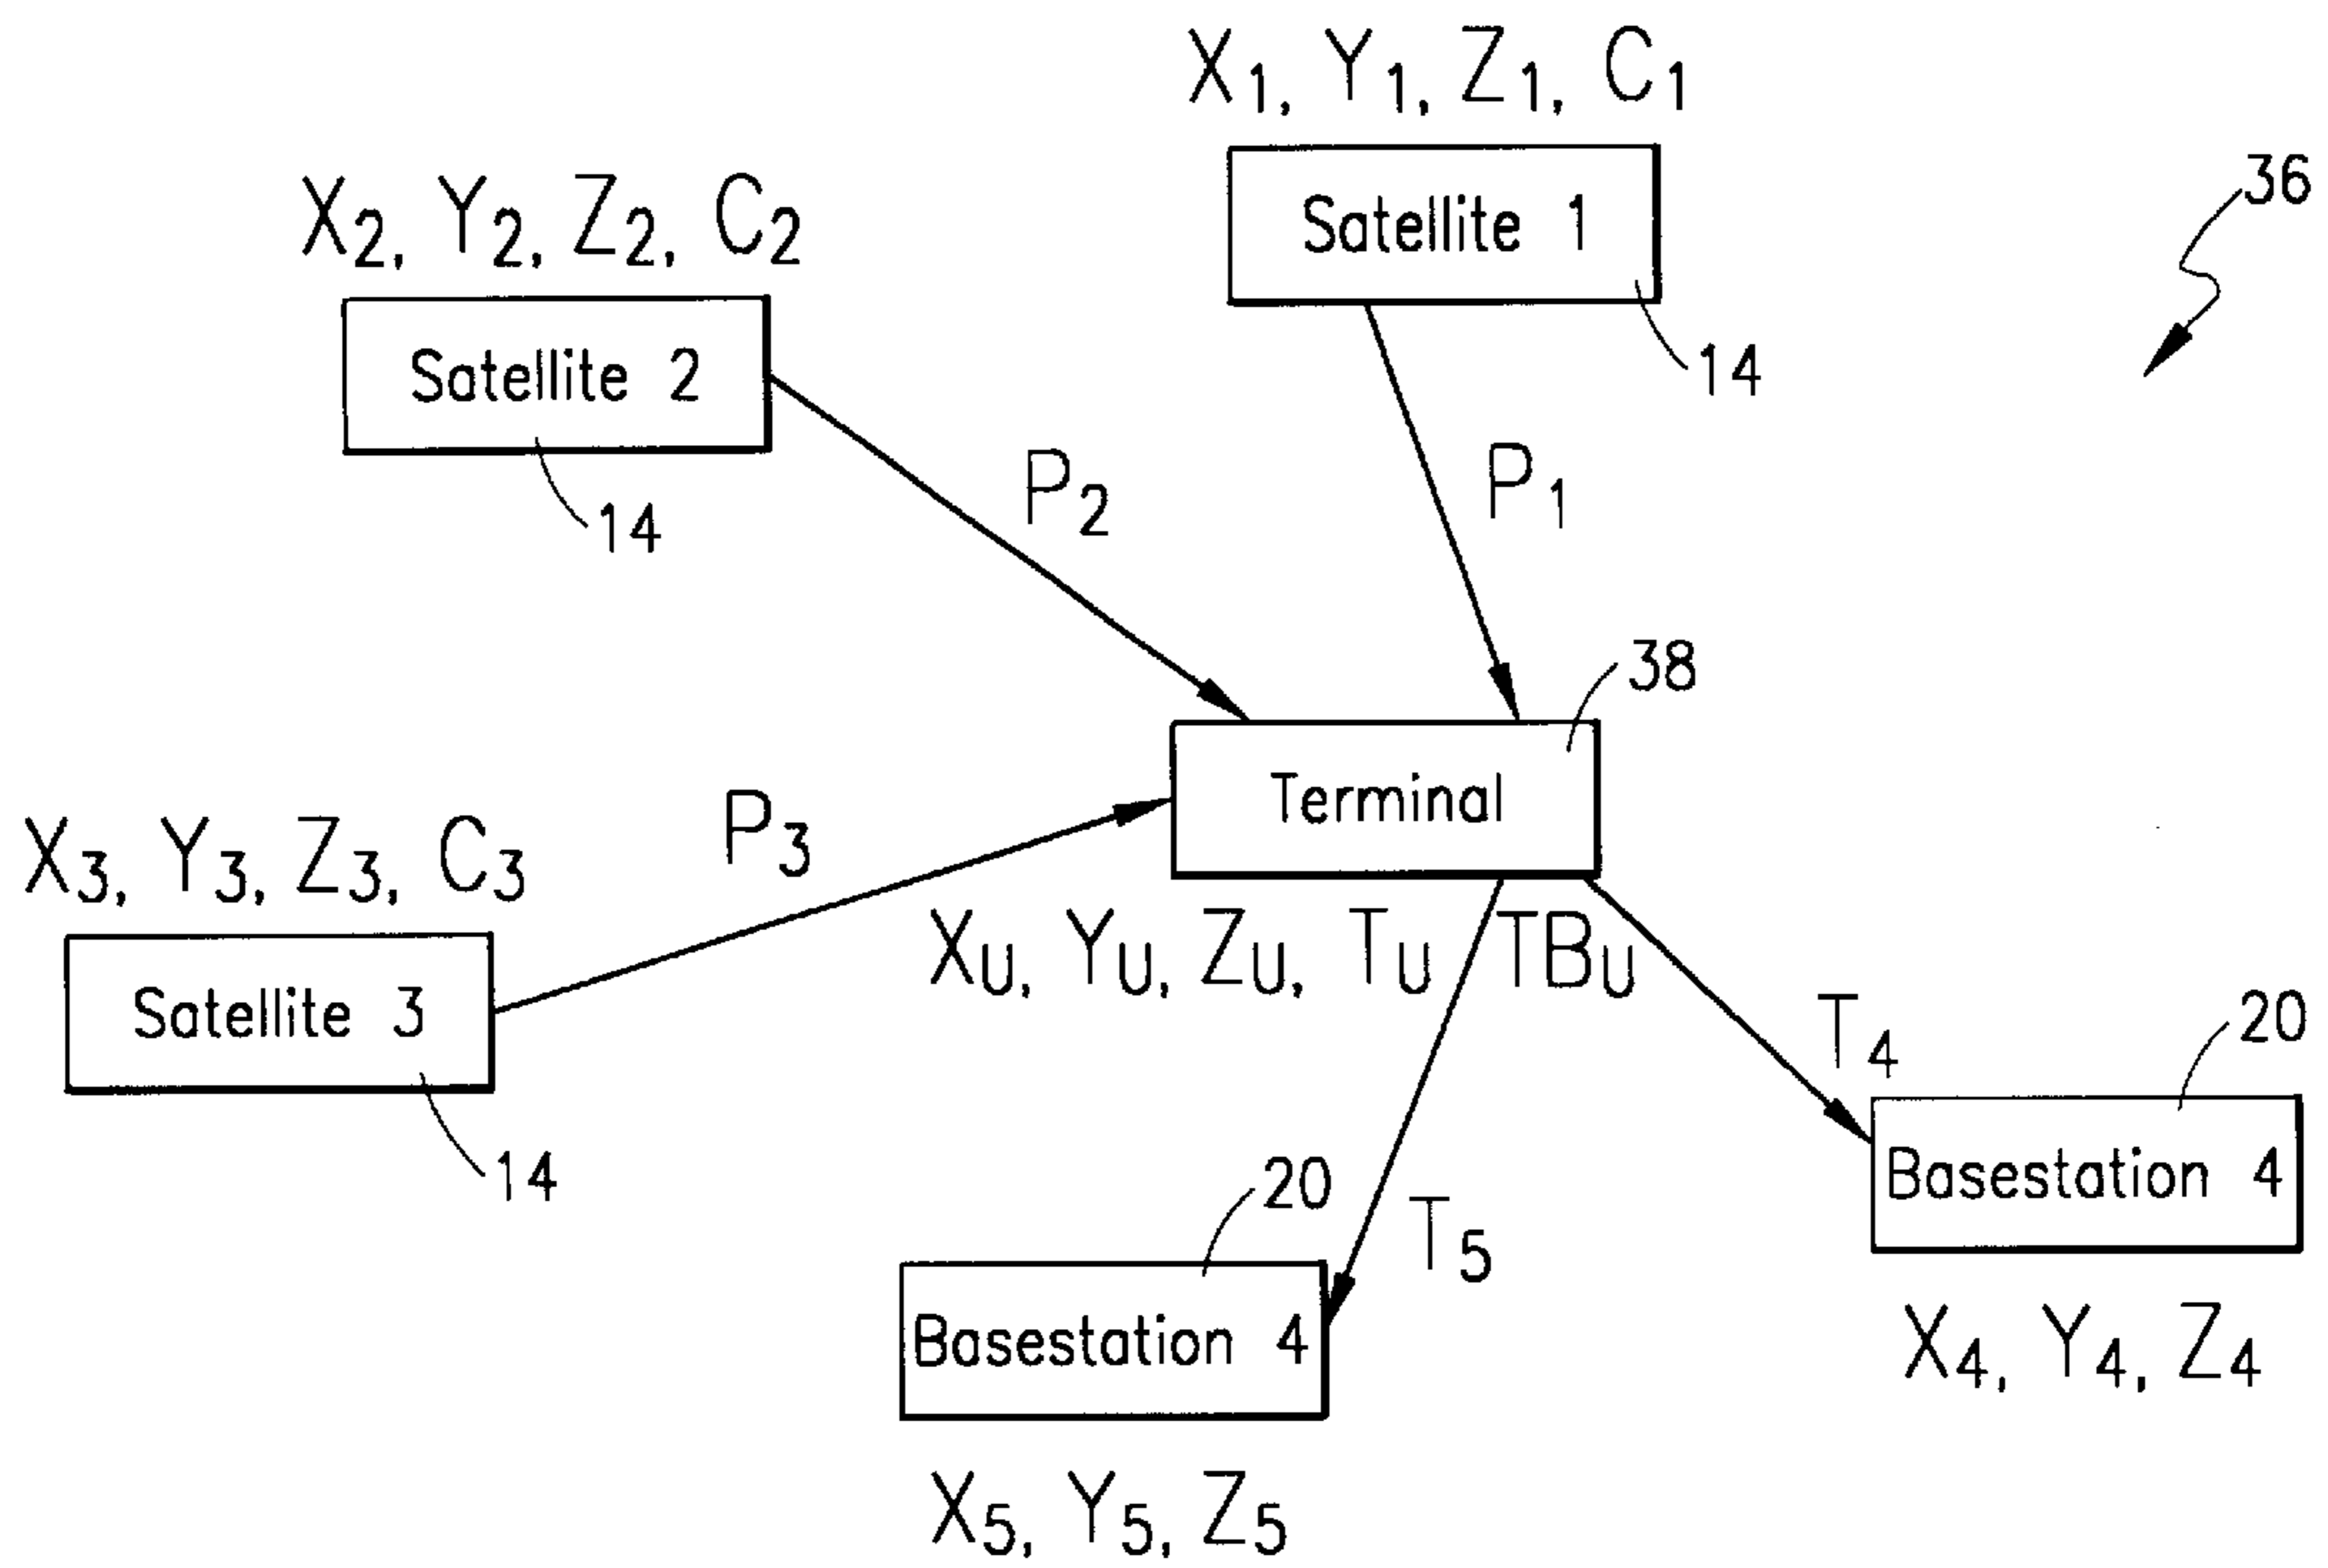 X1, Y1, Z1, C1
Satellite 1
14
36
X2, Y2, Z2, C2
Satellite 2
14
P2
P1
38
Terminal
X3, Y3, Z3, C3
Satellite 3
14
P3
XU, YU, ZU, TU TBU
T4
20
Basestation 4
X4, Y4, Z4
T5
20
Basestation 4
X5, Y5, Z5